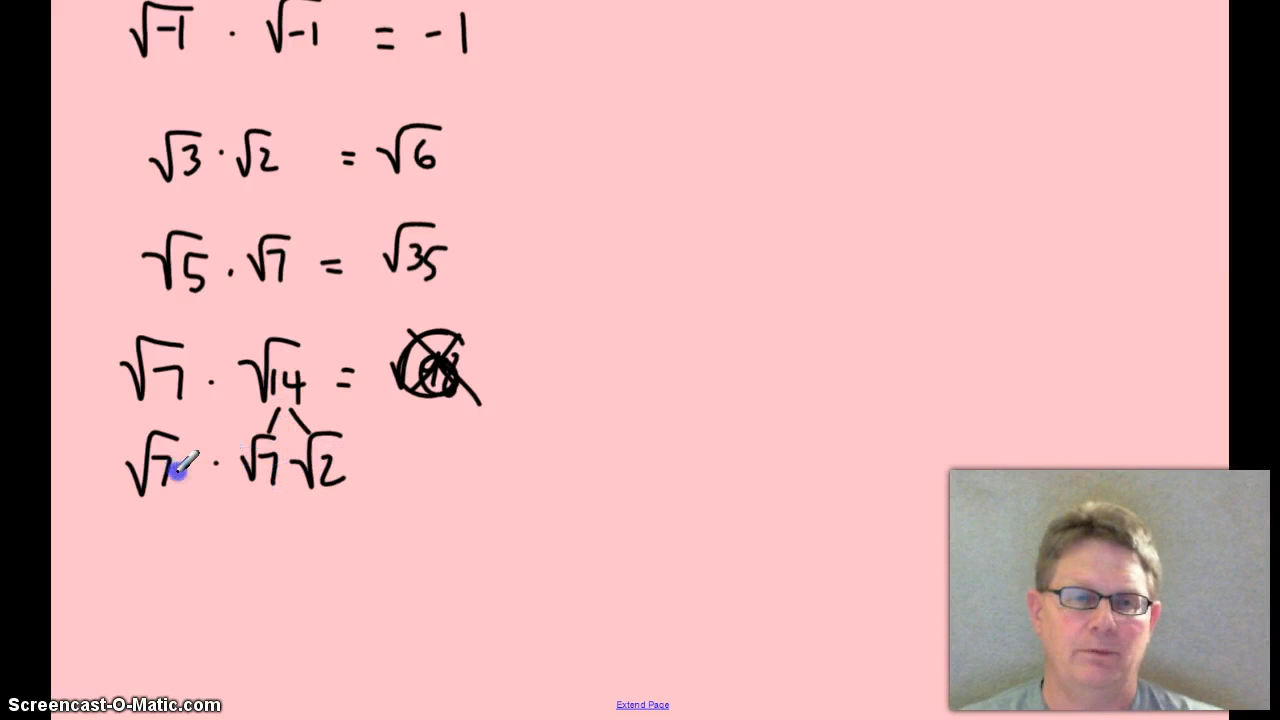 √-1 · √-1 = -1
√3 · √2 = √6
√5 · √7 = √35
√7 · √14 =
√7 · √7 √2
Screencast-O-Matic.com
Extend Page